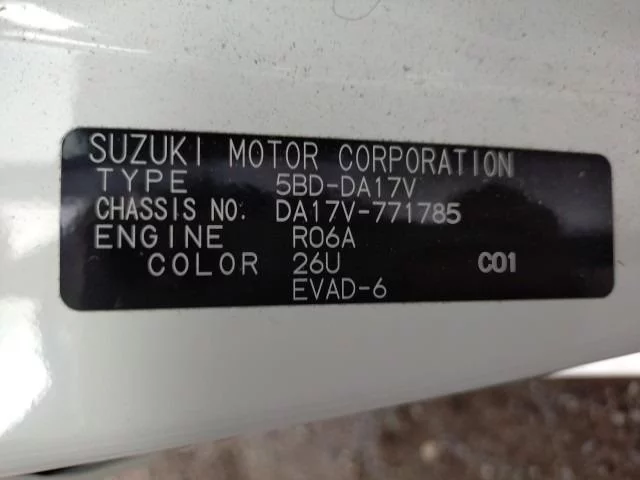 SUZUKI MOTOR CORPORATION
TYPE 5BD-DA17V
CHASSIS NO. DA17V-771785
ENGINE R06A
COLOR 26U C01
EVAD-6